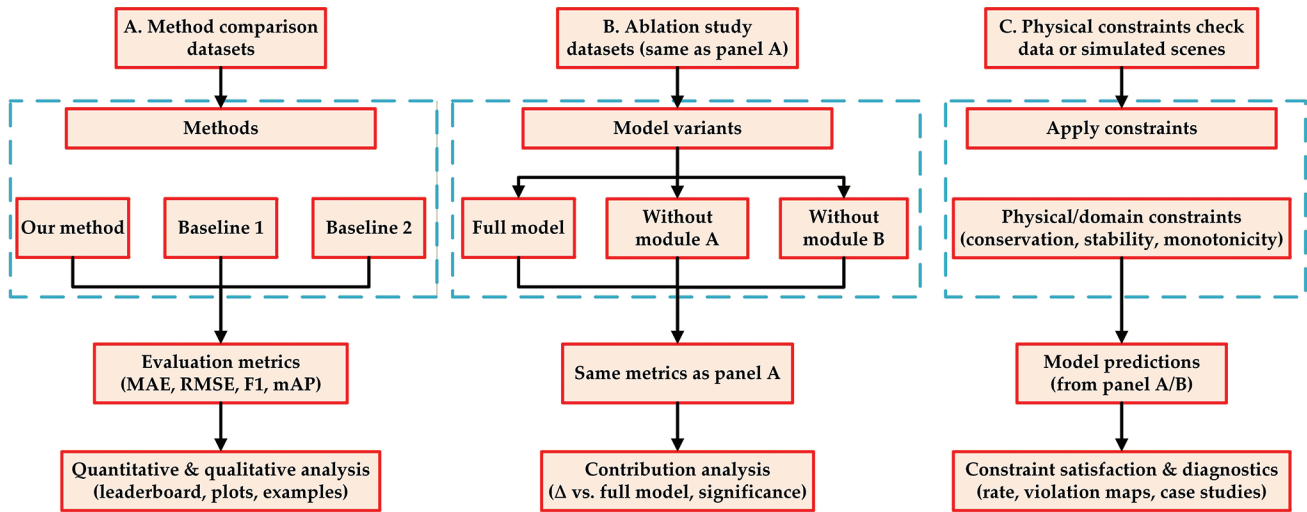 A. Method comparison
datasets
Methods
Our method
Baseline 1
Baseline 2
Evaluation metrics
(MAE, RMSE, F1, mAP)
Quantitative & qualitative analysis
(leaderboard, plots, examples)
B. Ablation study
datasets (same as panel A)
Model variants
Full model
Without
module A
Without
module B
Same metrics as panel A
Contribution analysis
(Δ vs. full model, significance)
C. Physical constraints check
data or simulated scenes
Apply constraints
Physical/domain constraints
(conservation, stability, monotonicity)
Model predictions
(from panel A/B)
Constraint satisfaction & diagnostics
(rate, violation maps, case studies)